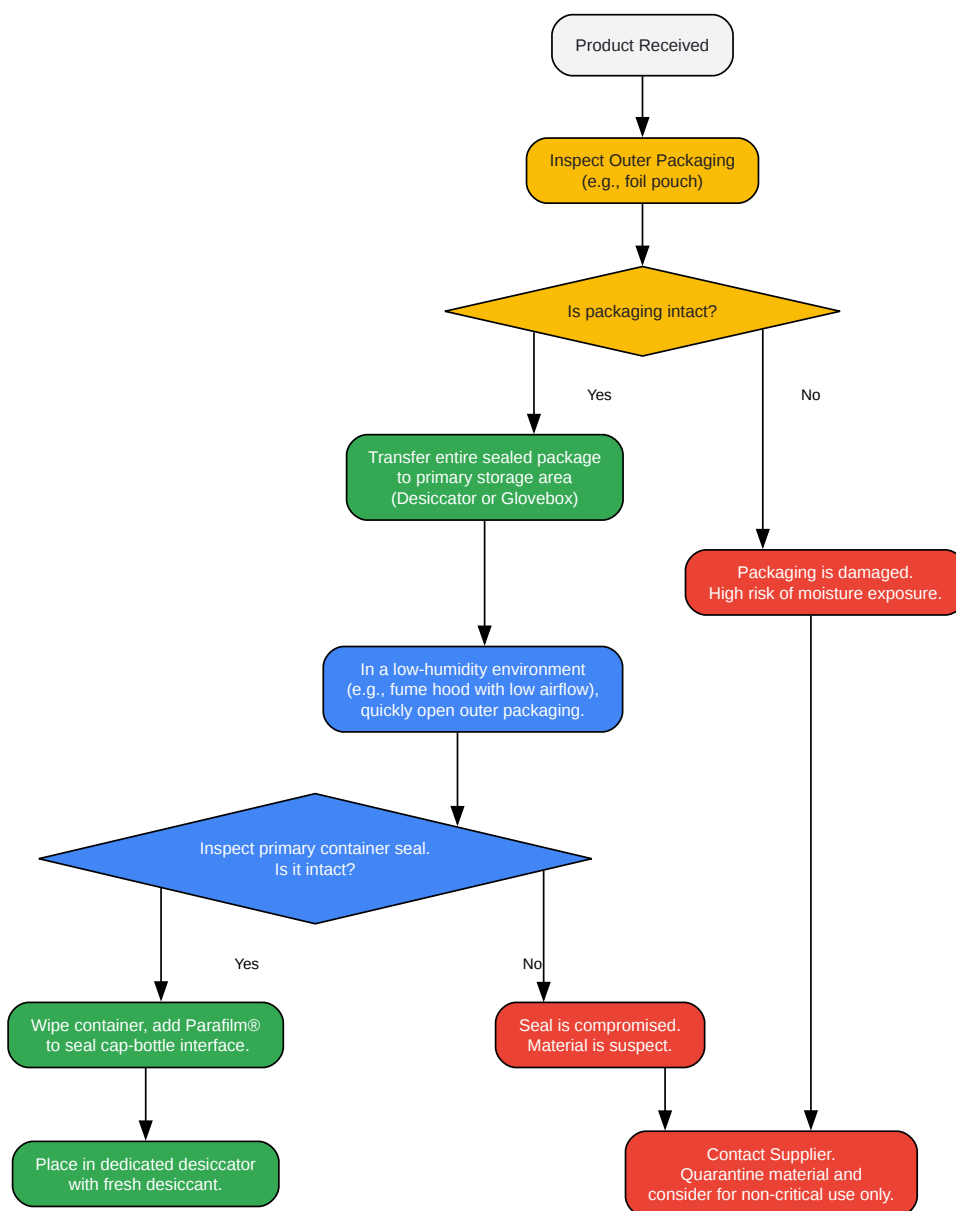 Product Received
Inspect Outer Packaging
(e.g., foil pouch)
Is packaging intact?
Yes
No
Transfer entire sealed package
to primary storage area
(Desiccator or Glovebox)
Packaging is damaged.
High risk of moisture exposure.
In a low-humidity environment
(e.g., fume hood with low airflow),
quickly open outer packaging.
Inspect primary container seal.
Is it intact?
Yes
No
Wipe container, add Parafilm®
to seal cap-bottle interface.
Seal is compromised.
Material is suspect.
Place in dedicated desiccator
with fresh desiccant.
Contact Supplier.
Quarantine material and
consider for non-critical use only.